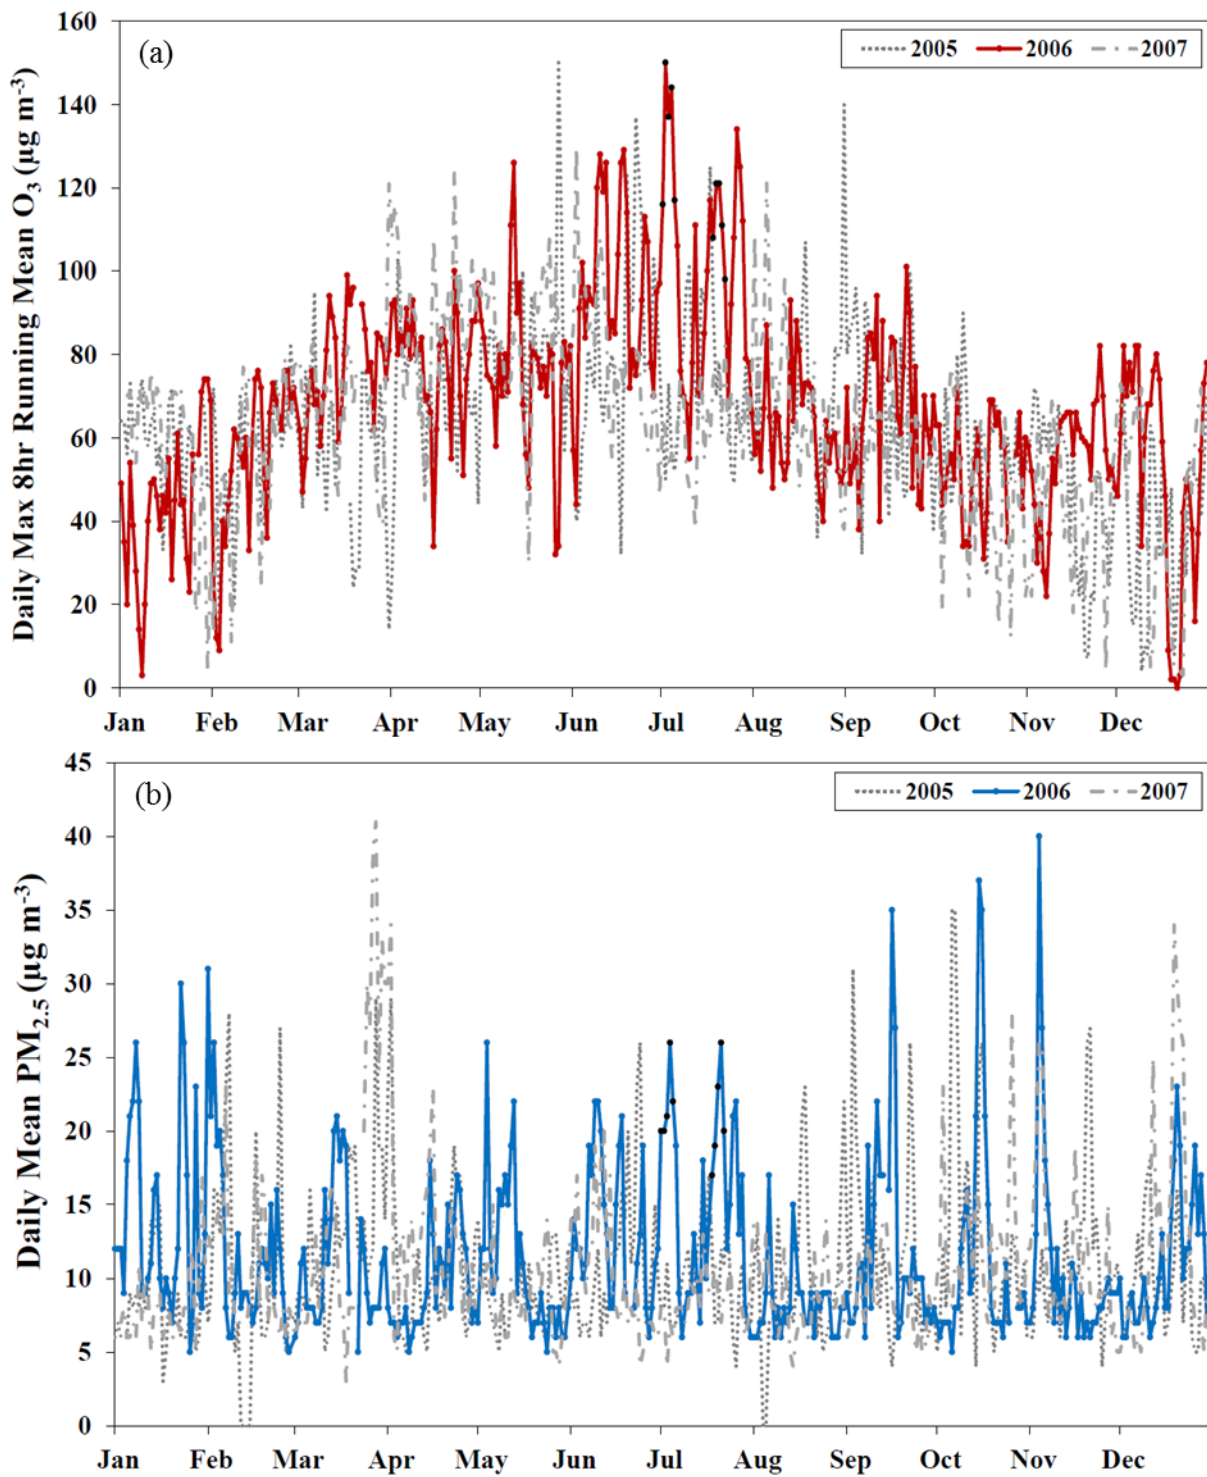 160
(a)
2005 2006 2007
140
120
100
80
60
40
20
0
Daily Max 8hr Running Mean O3 (µg m-3)
Jan Feb Mar Apr May Jun Jul Aug Sep Oct Nov Dec
45
(b)
2005 2006 2007
40
35
30
25
20
15
10
5
0
Daily Mean PM2.5 (µg m-3)
Jan Feb Mar Apr May Jun Jul Aug Sep Oct Nov Dec